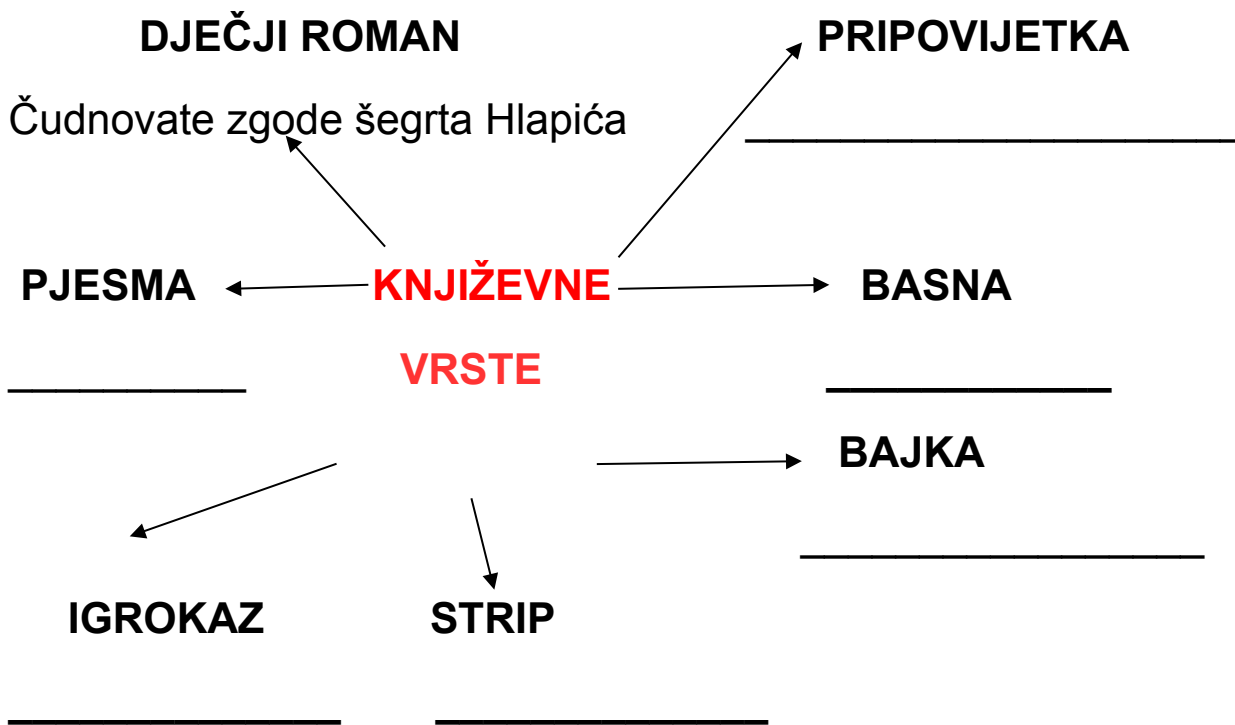 DJEČJI ROMAN
PRIPOVIJETKA
Čudnovate zgode šegrta Hlapića
PJESMA
KNJIŽEVNE
BASNA
VRSTE
BAJKA
IGROKAZ
STRIP